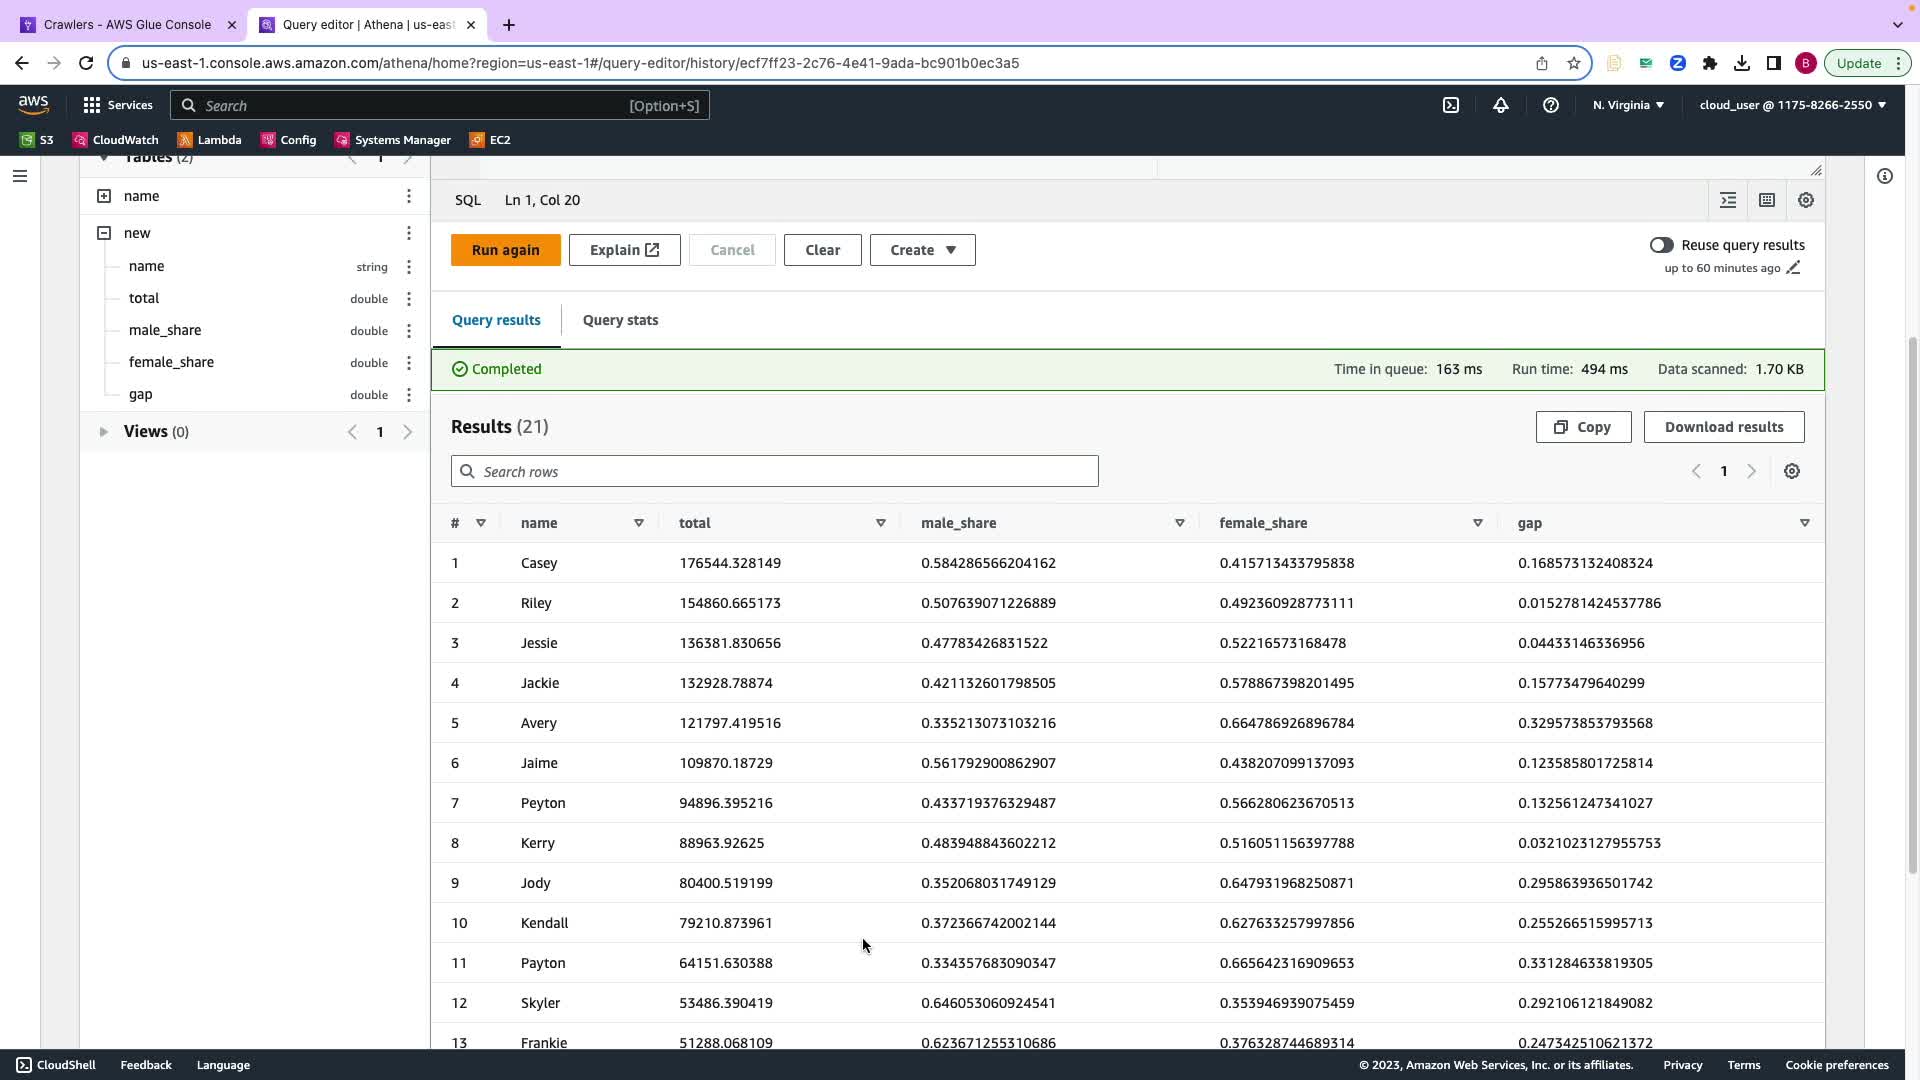 Crawlers - AWS Glue Console
Query editor | Athena | us-east
us-east-1.console.aws.amazon.com/athena/home?region=us-east-1#/query-editor/history/ecf7ff23-2c76-4e41-9ada-bc901b0ec3a5
B
Update
aws
Services
Search
[Option+S]
N. Virginia
cloud_user @ 1175-8266-2550
S3
CloudWatch
Lambda
Config
Systems Manager
EC2
Tables (2)
1
name
new
name string
total double
male_share double
female_share double
gap double
Views (0)
1
SQL Ln 1, Col 20
Run again
Explain
Cancel
Clear
Create
Reuse query results
up to 60 minutes ago
Query results
Query stats
Completed
Time in queue: 163 ms Run time: 494 ms Data scanned: 1.70 KB
Results (21)
Copy
Download results
Search rows
1
# name total male_share female_share gap
1 Casey 176544.328149 0.584286566204162 0.415713433795838 0.168573132408324
2 Riley 154860.665173 0.507639071226889 0.492360928773111 0.0152781424537786
3 Jessie 136381.830656 0.47783426831522 0.52216573168478 0.04433146336956
4 Jackie 132928.78874 0.421132601798505 0.578867398201495 0.15773479640299
5 Avery 121797.419516 0.335213073103216 0.664786926896784 0.329573853793568
6 Jaime 109870.18729 0.561792900862907 0.438207099137093 0.123585801725814
7 Peyton 94896.395216 0.433719376329487 0.566280623670513 0.132561247341027
8 Kerry 88963.92625 0.483948843602212 0.516051156397788 0.0321023127955753
9 Jody 80400.519199 0.352068031749129 0.647931968250871 0.295863936501742
10 Kendall 79210.873961 0.372366742002144 0.627633257997856 0.255266515995713
11 Payton 64151.630388 0.334357683090347 0.665642316909653 0.331284633819305
12 Skyler 53486.390419 0.646053060924541 0.353946939075459 0.292106121849082
13 Frankie 51288.068109 0.623671255310686 0.376328744689314 0.247342510621372
CloudShell
Feedback
Language
© 2023, Amazon Web Services, Inc. or its affiliates.
Privacy
Terms
Cookie preferences